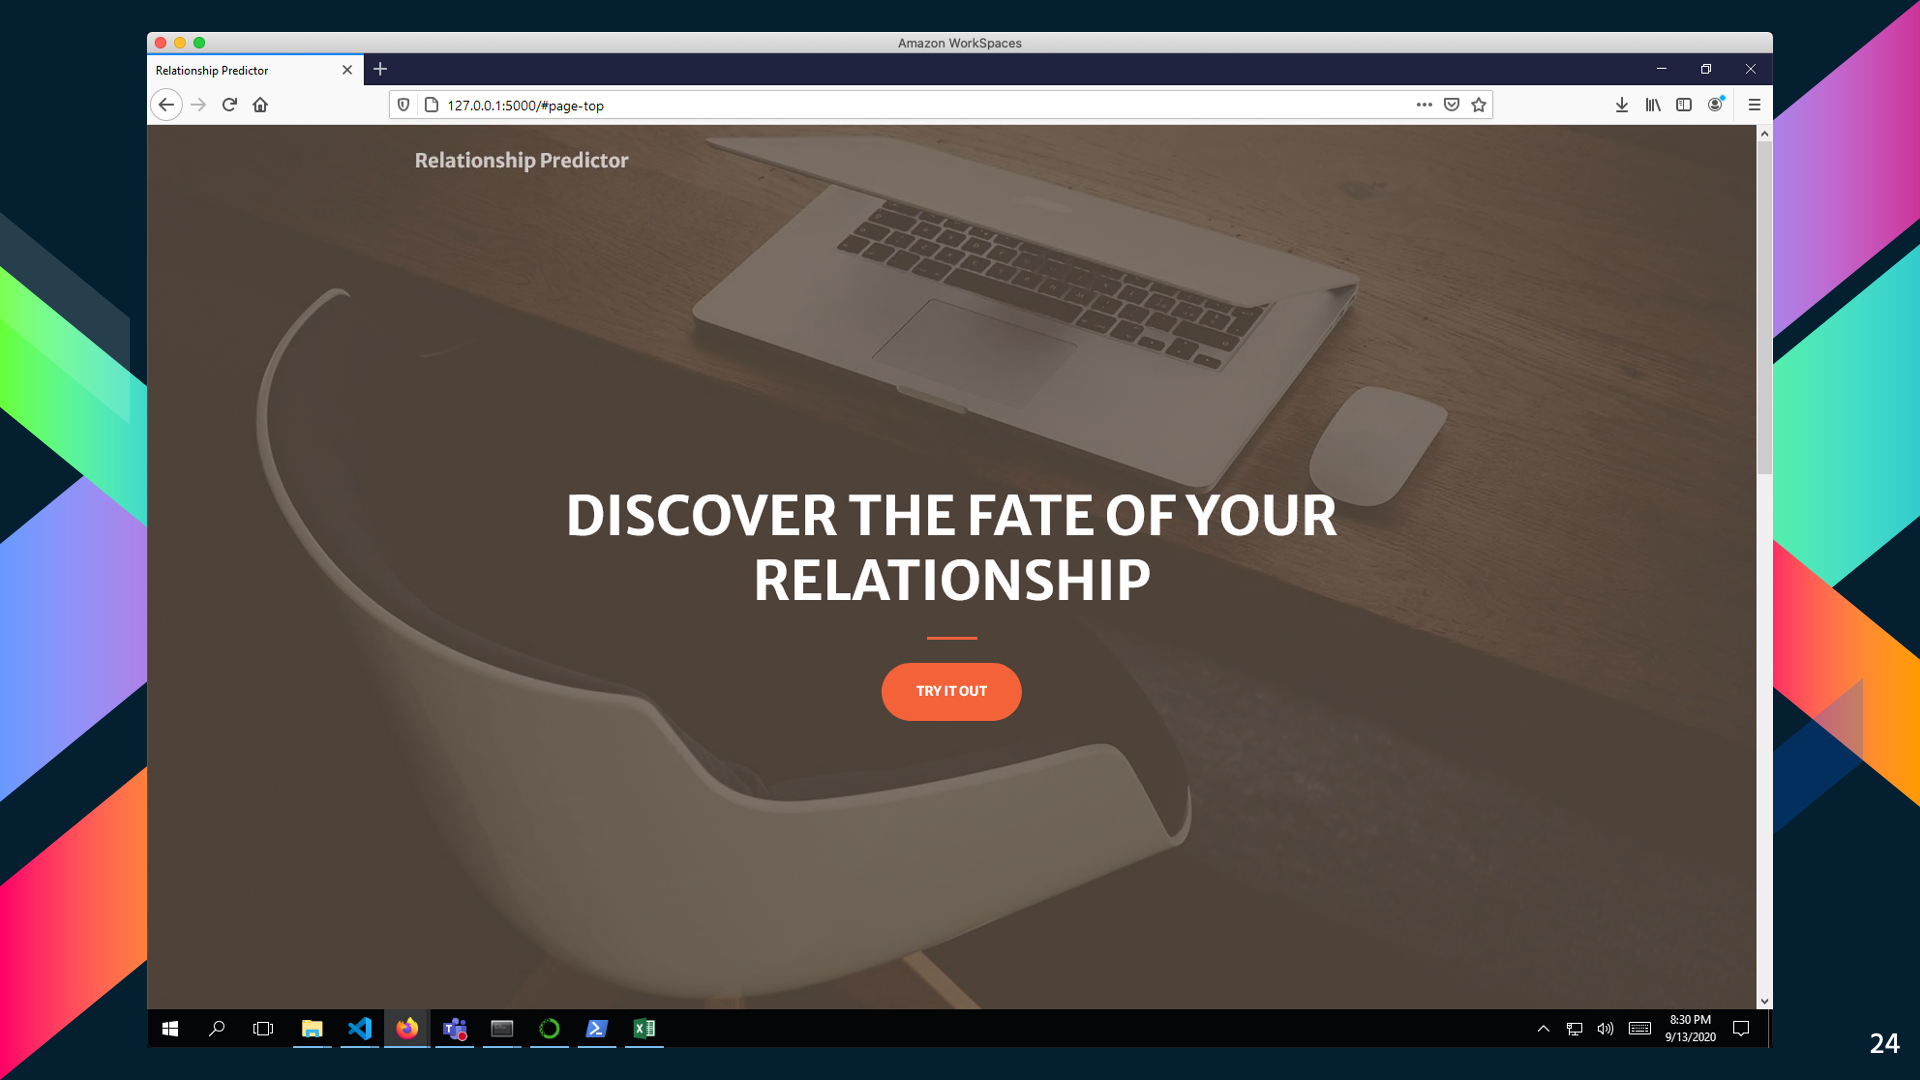 Amazon WorkSpaces
Relationship Predictor
127.0.0.1:5000/#page-top
Relationship Predictor
DISCOVER THE FATE OF YOUR
RELATIONSHIP
TRY IT OUT
8:30 PM
9/13/2020
24